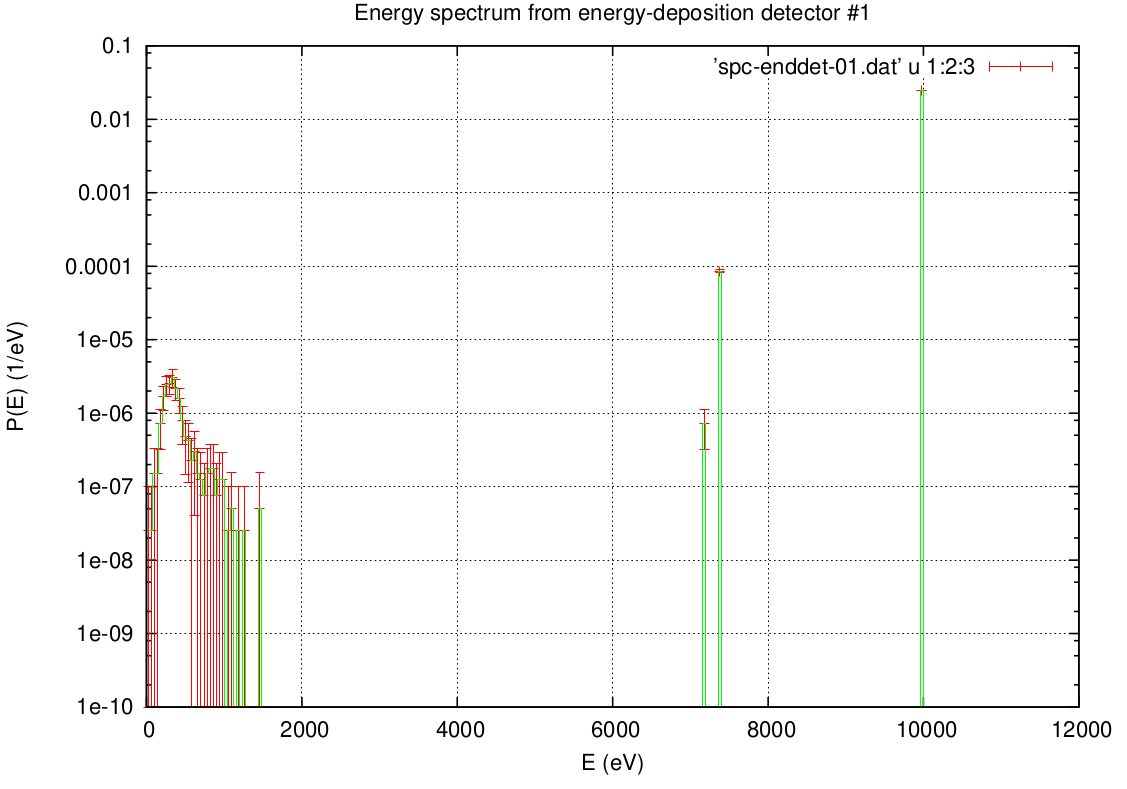 Energy spectrum from energy-deposition detector #1
'spc-enddet-01.dat' u 1:2:3
0.1
0.01
0.001
0.0001
1e-05
1e-06
1e-07
1e-08
1e-09
1e-10
P(E) (1/eV)
0 2000 4000 6000 8000 10000 12000
E (eV)